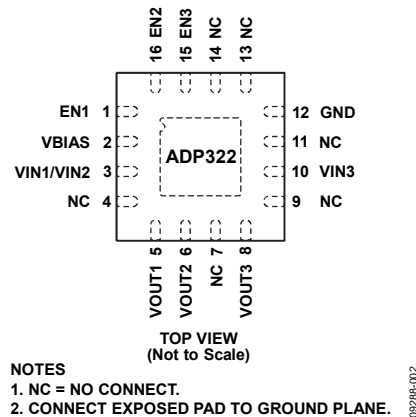 16 EN2
15 EN3
14 NC
13 NC
EN1 1
VBIAS 2
VIN1/VIN2 3
NC 4
ADP322
12 GND
11 NC
10 VIN3
9 NC
VOUT1 5
VOUT2 6
NC 7
VOUT3 8
TOP VIEW
(Not to Scale)
NOTES
1. NC = NO CONNECT.
2. CONNECT EXPOSED PAD TO GROUND PLANE.
09288-002